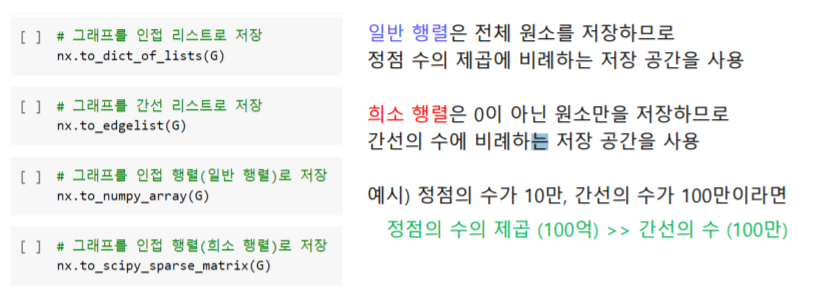 [ ] # 그래프를 인접 리스트로 저장
nx.to_dict_of_lists(G)
[ ] # 그래프를 간선 리스트로 저장
nx.to_edgelist(G)
[ ] # 그래프를 인접 행렬(일반 행렬)로 저장
nx.to_numpy_array(G)
[ ] # 그래프를 인접 행렬(희소 행렬)로 저장
nx.to_scipy_sparse_matrix(G)
일반 행렬은 전체 원소를 저장하므로
정점 수의 제곱에 비례하는 저장 공간을 사용
희소 행렬은 0이 아닌 원소만을 저장하므로
간선의 수에 비례하는 저장 공간을 사용
예시) 정점의 수가 10만, 간선의 수가 100만이라면
정점의 수의 제곱 (100억) >> 간선의 수 (100만)